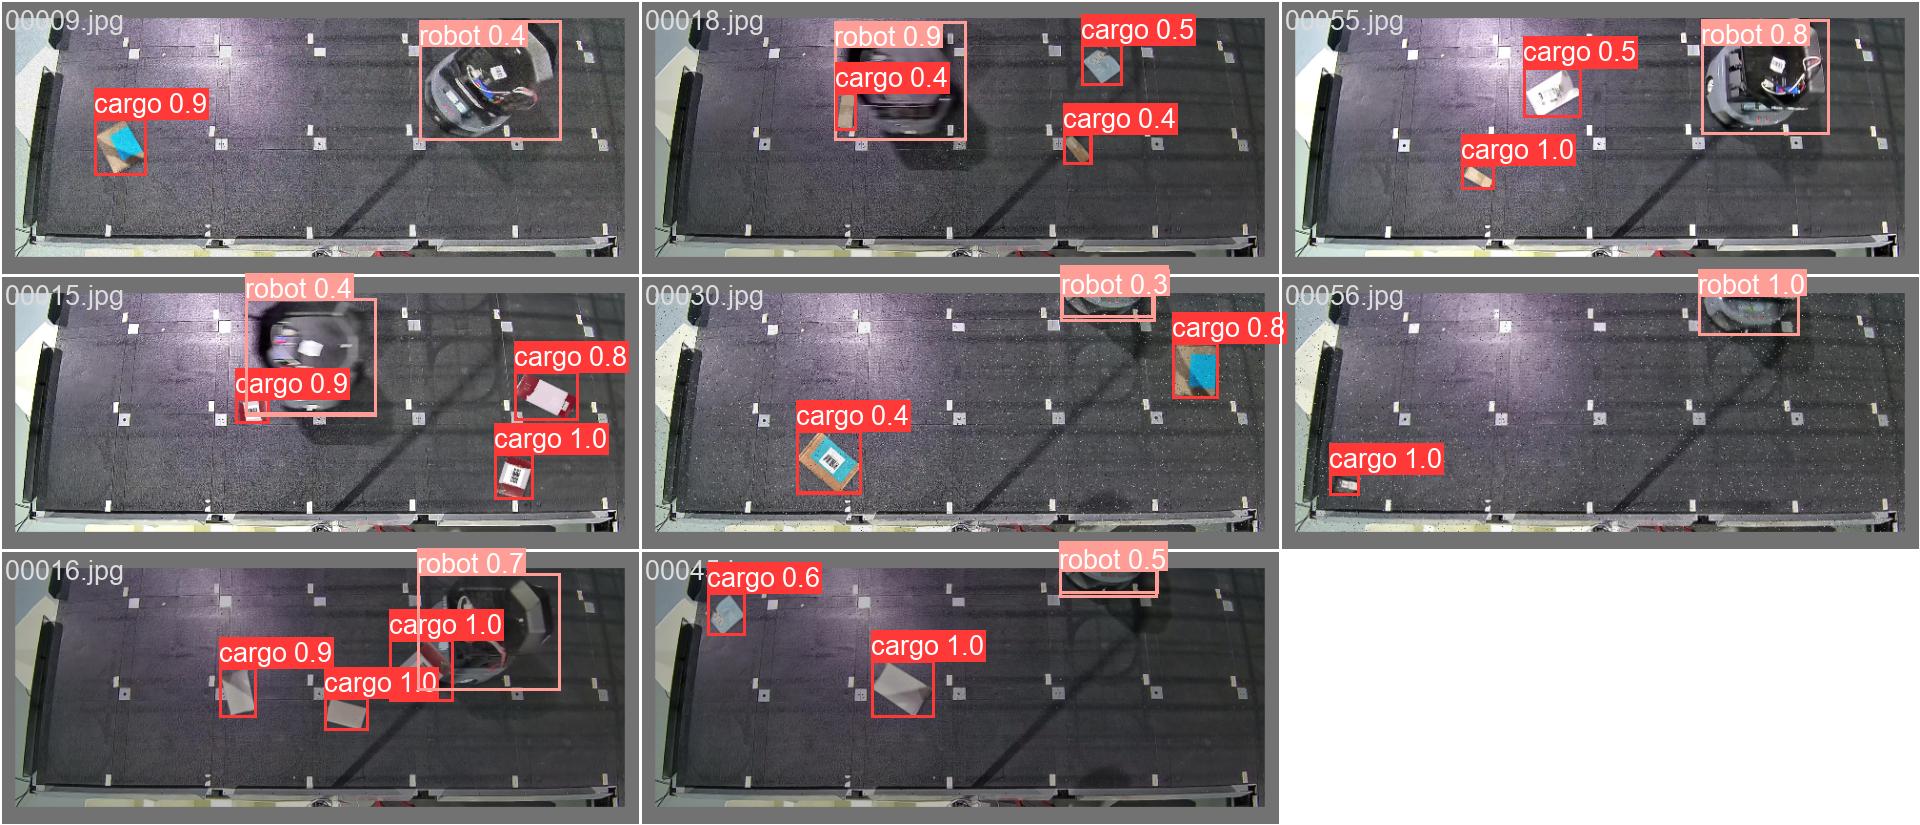 00009.jpg
robot 0.4
cargo 0.9
00018.jpg
robot 0.9
cargo 0.4
cargo 0.5
cargo 0.4
00055.jpg
cargo 0.5
robot 0.8
cargo 1.0
00015.jpg
robot 0.4
cargo 0.9
cargo 0.8
cargo 1.0
00030.jpg
robot 0.3
cargo 0.8
cargo 0.4
00056.jpg
robot 1.0
cargo 1.0
00016.jpg
robot 0.7
cargo 1.0
cargo 0.9
cargo 1.0
cargo 0.6
robot 0.5
cargo 1.0